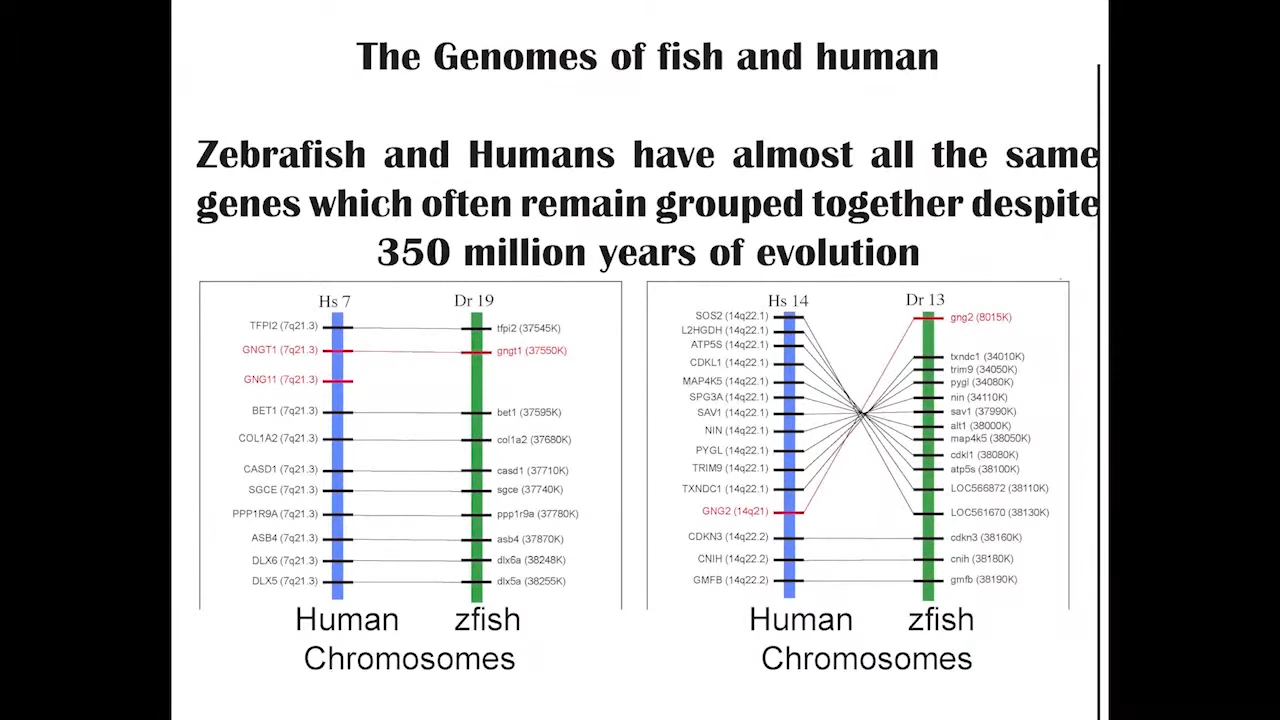 The Genomes of fish and human
Zebrafish and Humans have almost all the same
genes which often remain grouped together despite
350 million years of evolution
Hs 7
Dr 19
TFPI2 (7q21.3)
tfpi2 (37545K)
GNGT1 (7q21.3)
gngt1 (37550K)
GNG11 (7q21.3)
BET1 (7q21.3)
bet1 (37595K)
COL1A2 (7q21.3)
col1a2 (37680K)
CASD1 (7q21.3)
casd1 (37710K)
SGCE (7q21.3)
sgce (37740K)
PPP1R9A (7q21.3)
ppp1r9a (37780K)
ASB4 (7q21.3)
asb4 (37870K)
DLX6 (7q21.3)
dlx6a (38248K)
DLX5 (7q21.3)
dlx5a (38255K)
Human
zfish
Chromosomes
Hs 14
Dr 13
SOS2 (14q22.1)
L2HGDH (14q22.1)
ATP5S (14q22.1)
CDKL1 (14q22.1)
MAP4K5 (14q22.1)
SPG3A (14q22.1)
SAV1 (14q22.1)
NIN (14q22.1)
PYGL (14q22.1)
TRIM9 (14q22.1)
TXNDC1 (14q22.1)
GNG2 (14q21)
CDKN3 (14q22.2)
CNIH (14q22.2)
GMFB (14q22.2)
gng2 (8015K)
txndc1 (34010K)
trim9 (34050K)
pygl (34080K)
nin (34110K)
sav1 (37990K)
alt1 (38000K)
map4k5 (38050K)
cdkl1 (38080K)
atp5s (38100K)
LOC566872 (38110K)
LOC561670 (38130K)
cdkn3 (38160K)
cnih (38180K)
gmfb (38190K)
Human
zfish
Chromosomes